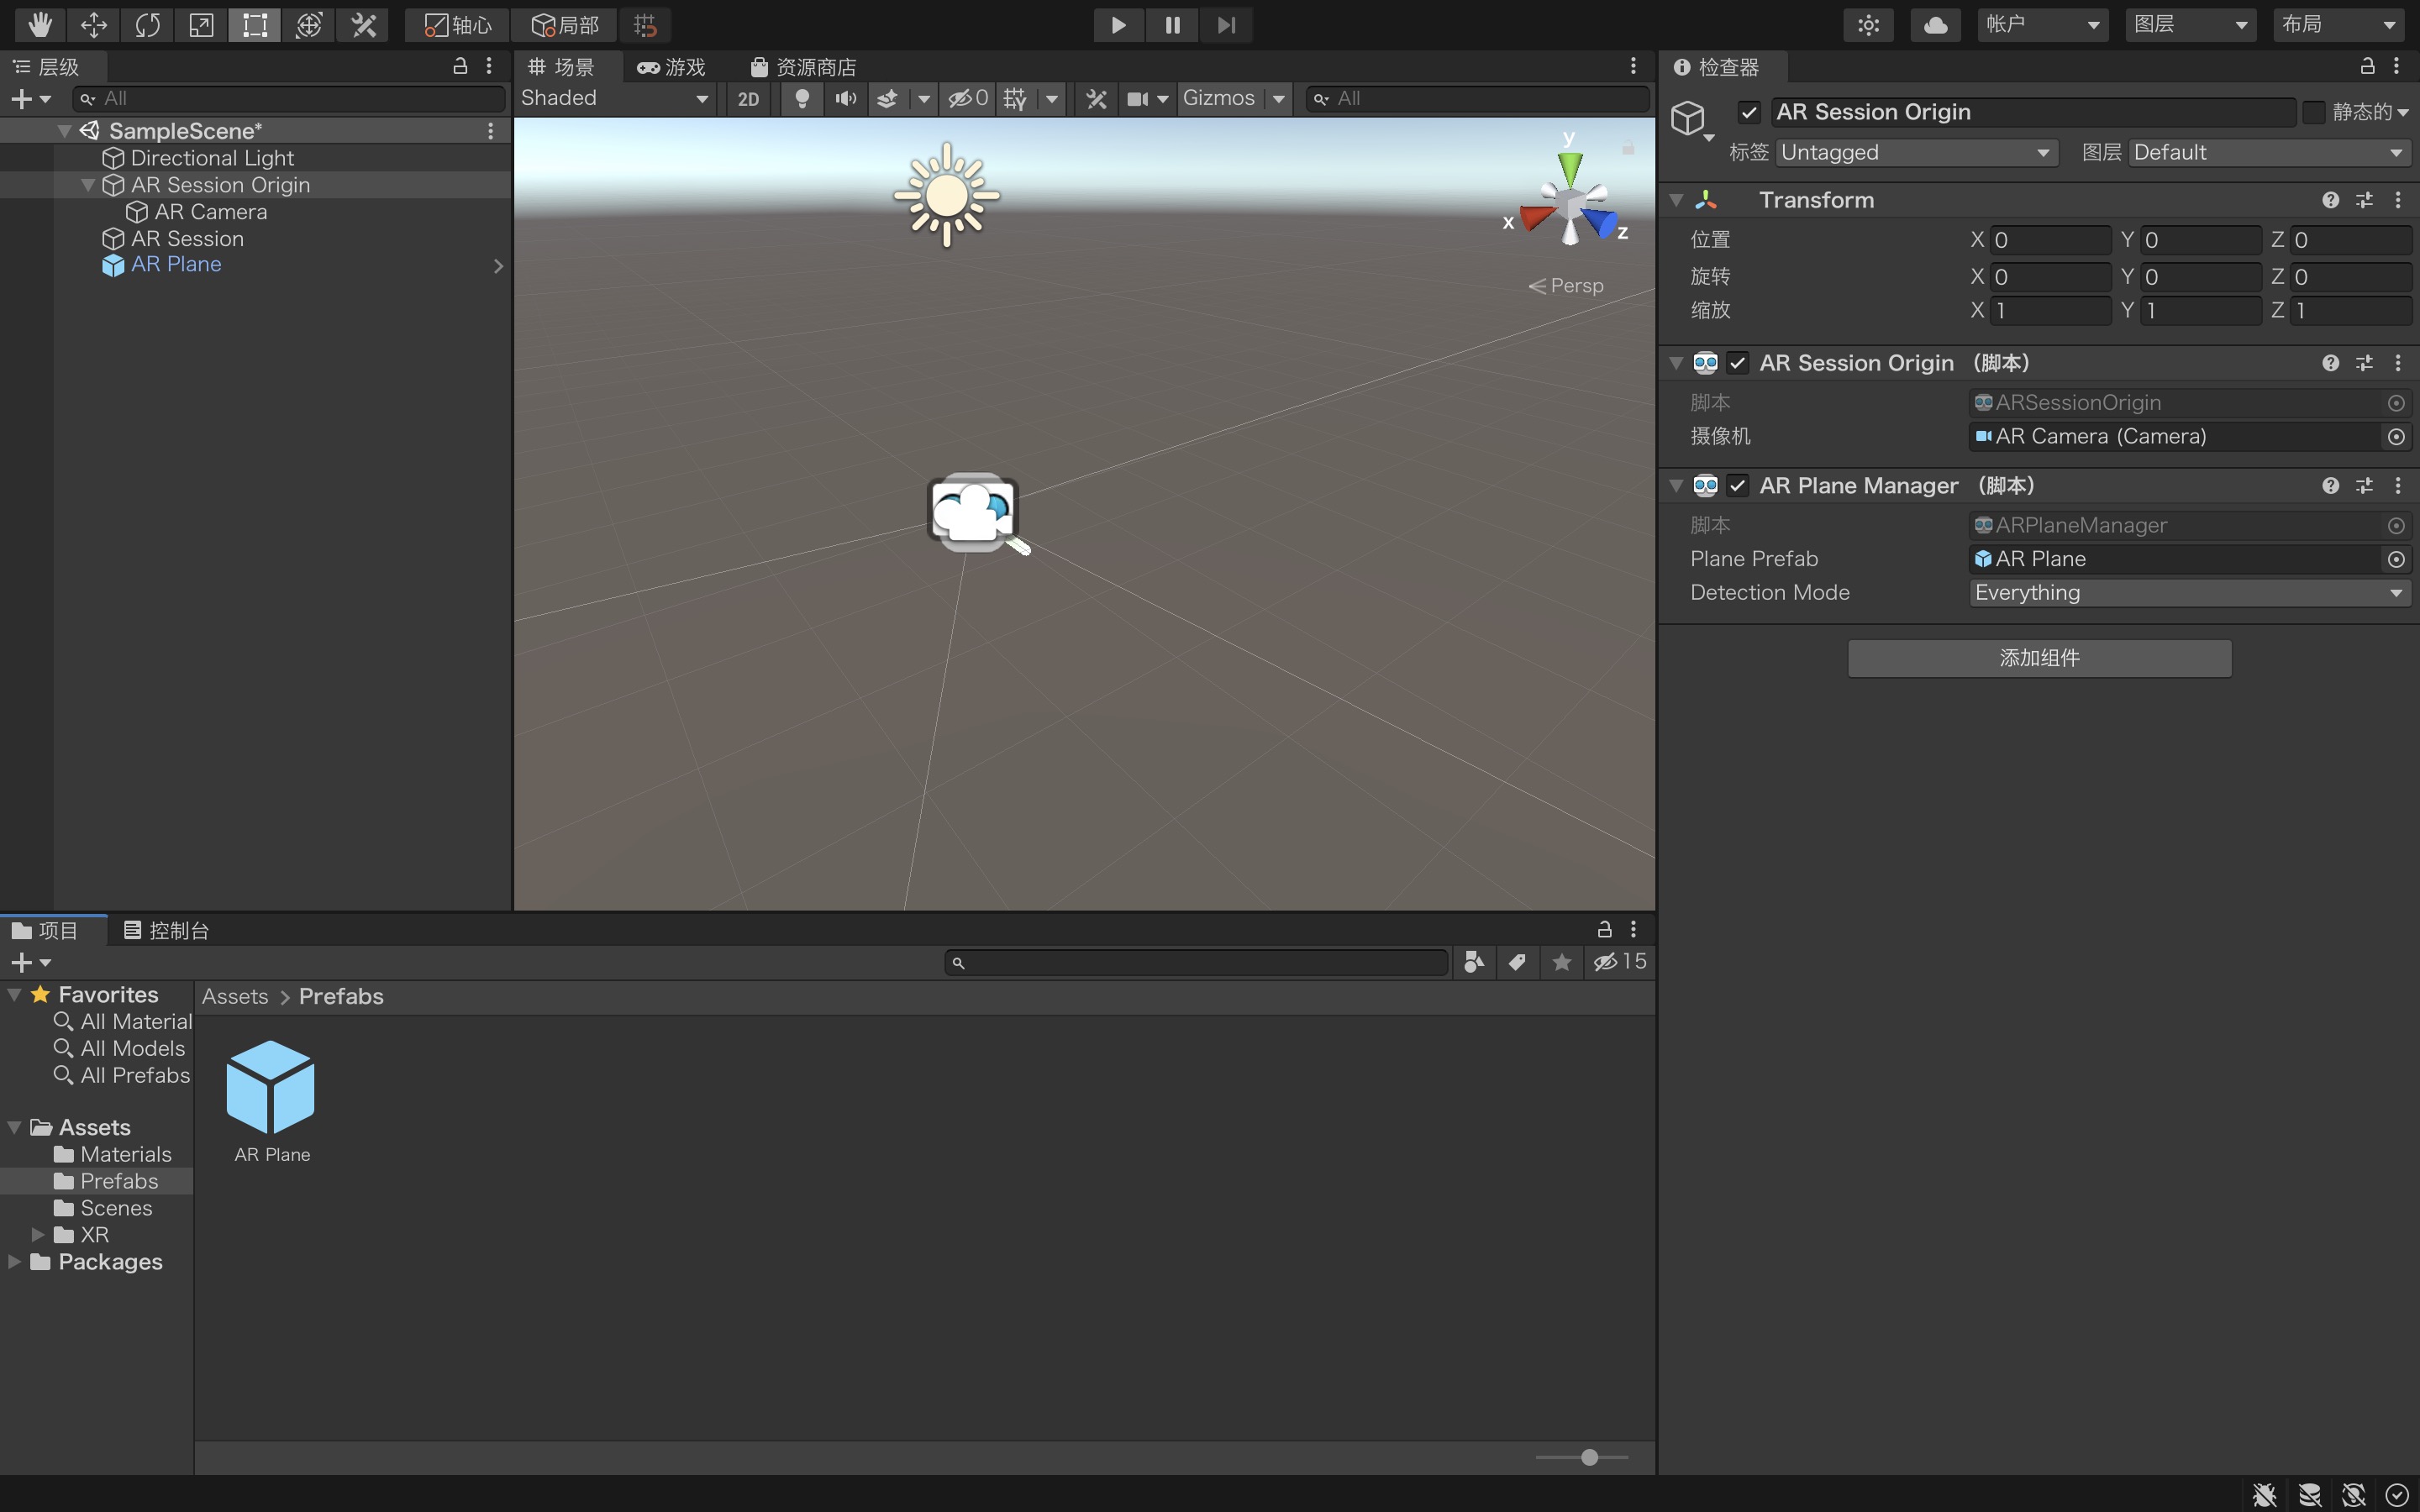 轴心
局部
帐户
图层
布局
层级
All
SampleScene*
Directional Light
AR Session Origin
AR Camera
AR Session
AR Plane
场景
游戏
资源商店
Shaded
2D
0
Gizmos
All
y
x
z
Persp
检查器
AR Session Origin
静态的
标签 Untagged
图层 Default
Transform
位置 X 0 Y 0 Z 0
旋转 X 0 Y 0 Z 0
缩放 X 1 Y 1 Z 1
AR Session Origin （脚本）
脚本 ARSessionOrigin
摄像机 AR Camera (Camera)
AR Plane Manager （脚本）
脚本 ARPlaneManager
Plane Prefab AR Plane
Detection Mode Everything
添加组件
项目
控制台
15
Favorites
All Material
All Models
All Prefabs
Assets
Materials
Prefabs
Scenes
XR
Packages
Assets > Prefabs
AR Plane